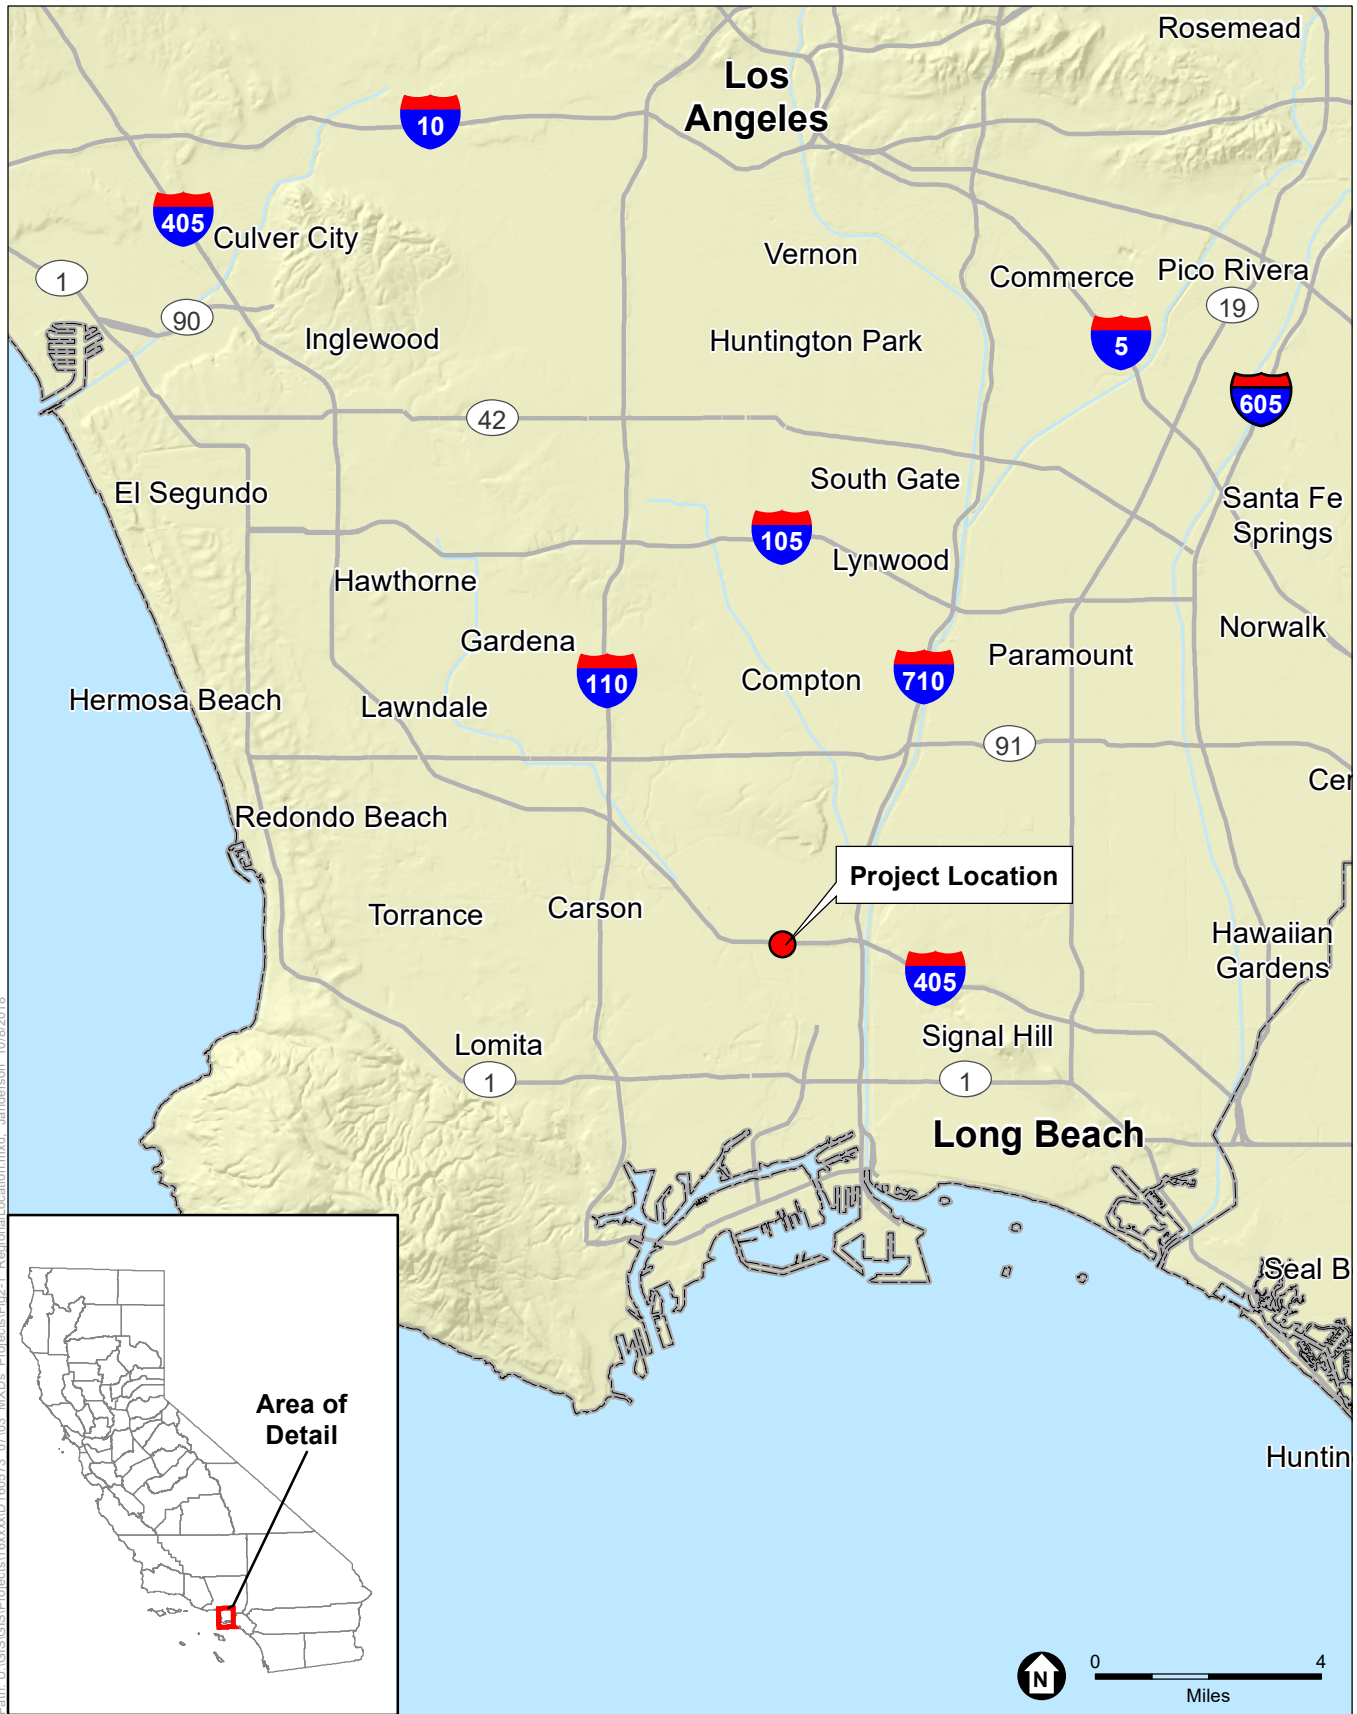 Rosemead
Los
Angeles
10
405
Culver City
Vernon
Commerce
Pico Rivera
1
19
90
Inglewood
Huntington Park
5
605
42
El Segundo
South Gate
Santa Fe
Springs
105
Lynwood
Hawthorne
Norwalk
Gardena
Paramount
110
Compton
710
Hermosa Beach
Lawndale
91
Cer
Redondo Beach
Project Location
Torrance
Carson
Hawaiian
Gardens
405
Signal Hill
Lomita
1
1
Long Beach
Seal B
Area of
Detail
Huntin
N
0
4
Miles